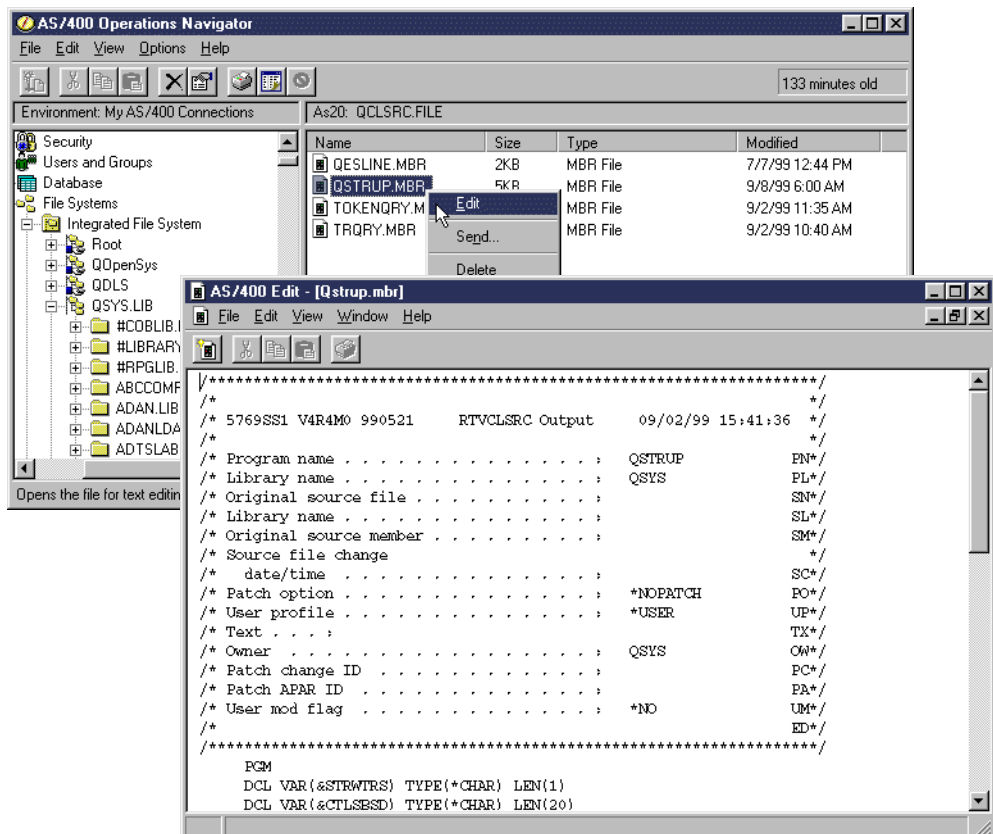 AS/400 Operations Navigator
File Edit View Options Help
133 minutes old
Environment: My AS/400 Connections As20: QCLSRC.FILE
Security
Users and Groups
Database
File Systems
Integrated File System
Root
QOpenSys
QDLS
QSYS.LIB
#COBLIB.
#LIBRARY
#RPGLIB.
ABCCOMP
ADAN.LIB
ADANLDA
ADTSLAB
Opens the file for text editin
Name Size Type Modified
QESLINE.MBR 2KB MBR File 7/7/99 12:44 PM
QSTRUP.MBR 5KB MBR File 9/8/99 6:00 AM
TOKENQRY.M MBR File 9/2/99 11:35 AM
TRQRY.MBR MBR File 9/2/99 10:40 AM
Edit
Send...
Delete
AS/400 Edit - [Qstrup.mbr]
File Edit View Window Help
/********************************************************************/
/* */
/* 5769SS1 V4R4M0 990521 RTVCLSRC Output 09/02/99 15:41:36 */
/* */
/* Program name . . . . . . . . . . . . . . : QSTRUP PN*/
/* Library name . . . . . . . . . . . . . . : QSYS PL*/
/* Original source file . . . . . . . . . . : SN*/
/* Library name . . . . . . . . . . . . . . : SL*/
/* Original source member . . . . . . . . . : SM*/
/* Source file change */
/* date/time . . . . . . . . . . . . . . : SC*/
/* Patch option . . . . . . . . . . . . . . : *NOPATCH PO*/
/* User profile . . . . . . . . . . . . . . : *USER UP*/
/* Text . . . : TX*/
/* Owner . . . . . . . . . . . . . . . . . : QSYS OW*/
/* Patch change ID . . . . . . . . . . . . : PC*/
/* Patch APAR ID . . . . . . . . . . . . . : PA*/
/* User mod flag . . . . . . . . . . . . . : *NO UM*/
/* ED*/
/********************************************************************/
PGM
DCL VAR(&STRWTRS) TYPE(*CHAR) LEN(1)
DCL VAR(&CTLSBSD) TYPE(*CHAR) LEN(20)